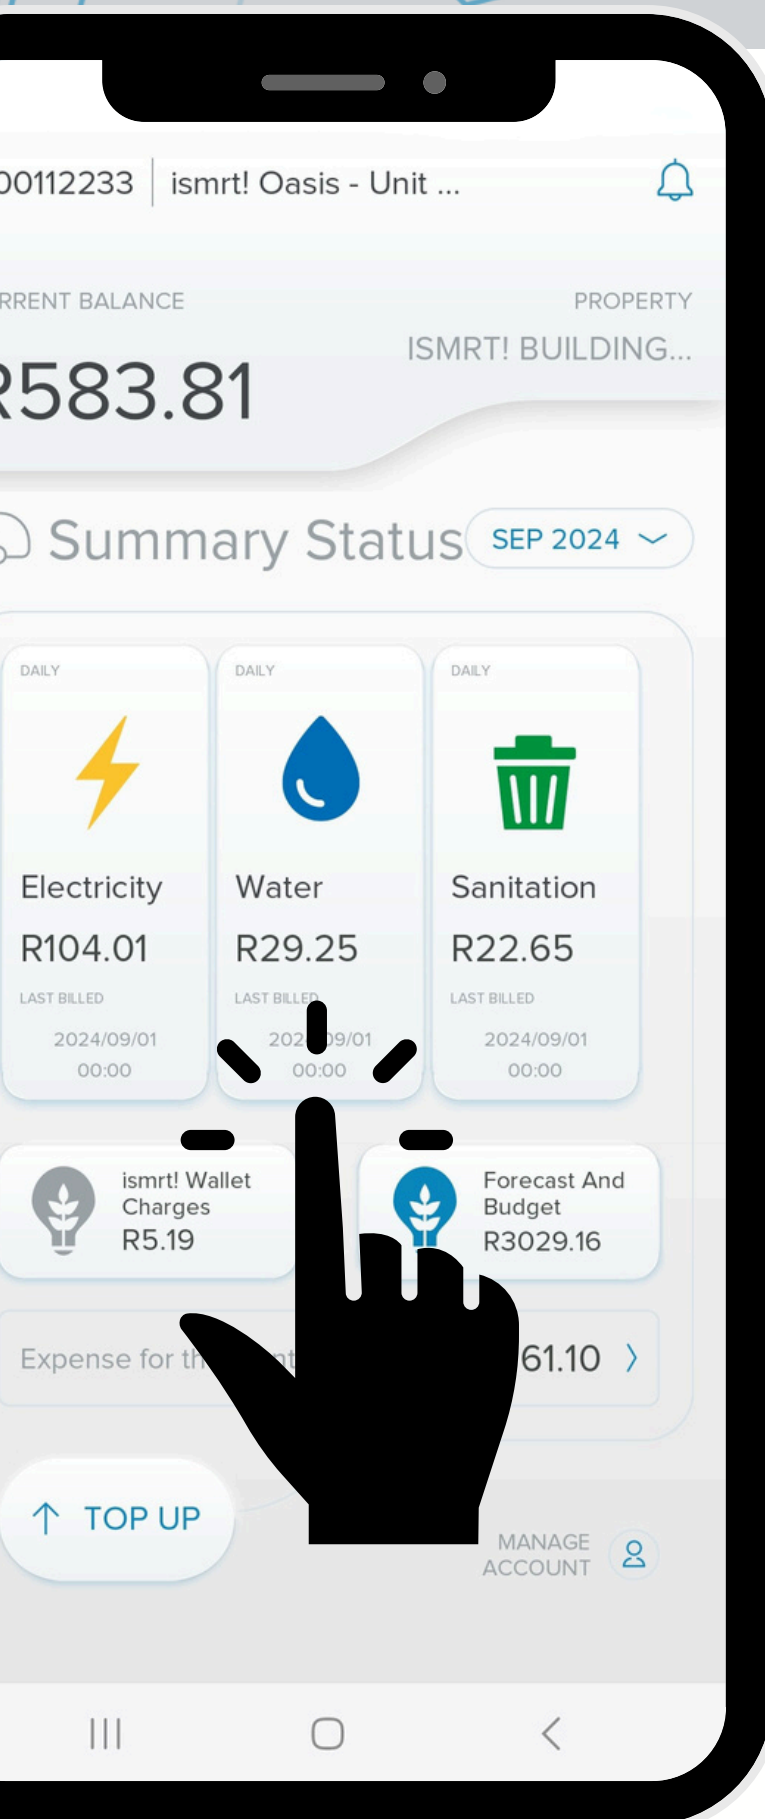 00112233
ismrt! Oasis - Unit ...
RRENT BALANCE
PROPERTY
R583.81
ISMRT! BUILDING...
Summary Status
SEP 2024
DAILY
DAILY
DAILY
Electricity
Water
Sanitation
R104.01
R29.25
R22.65
LAST BILLED
LAST BILLED
LAST BILLED
2024/09/01
2024/09/01
2024/09/01
00:00
00:00
00:00
ismrt! Wallet
Charges
R5.19
Forecast And
Budget
R3029.16
Expense for th
61.10
TOP UP
MANAGE
ACCOUNT